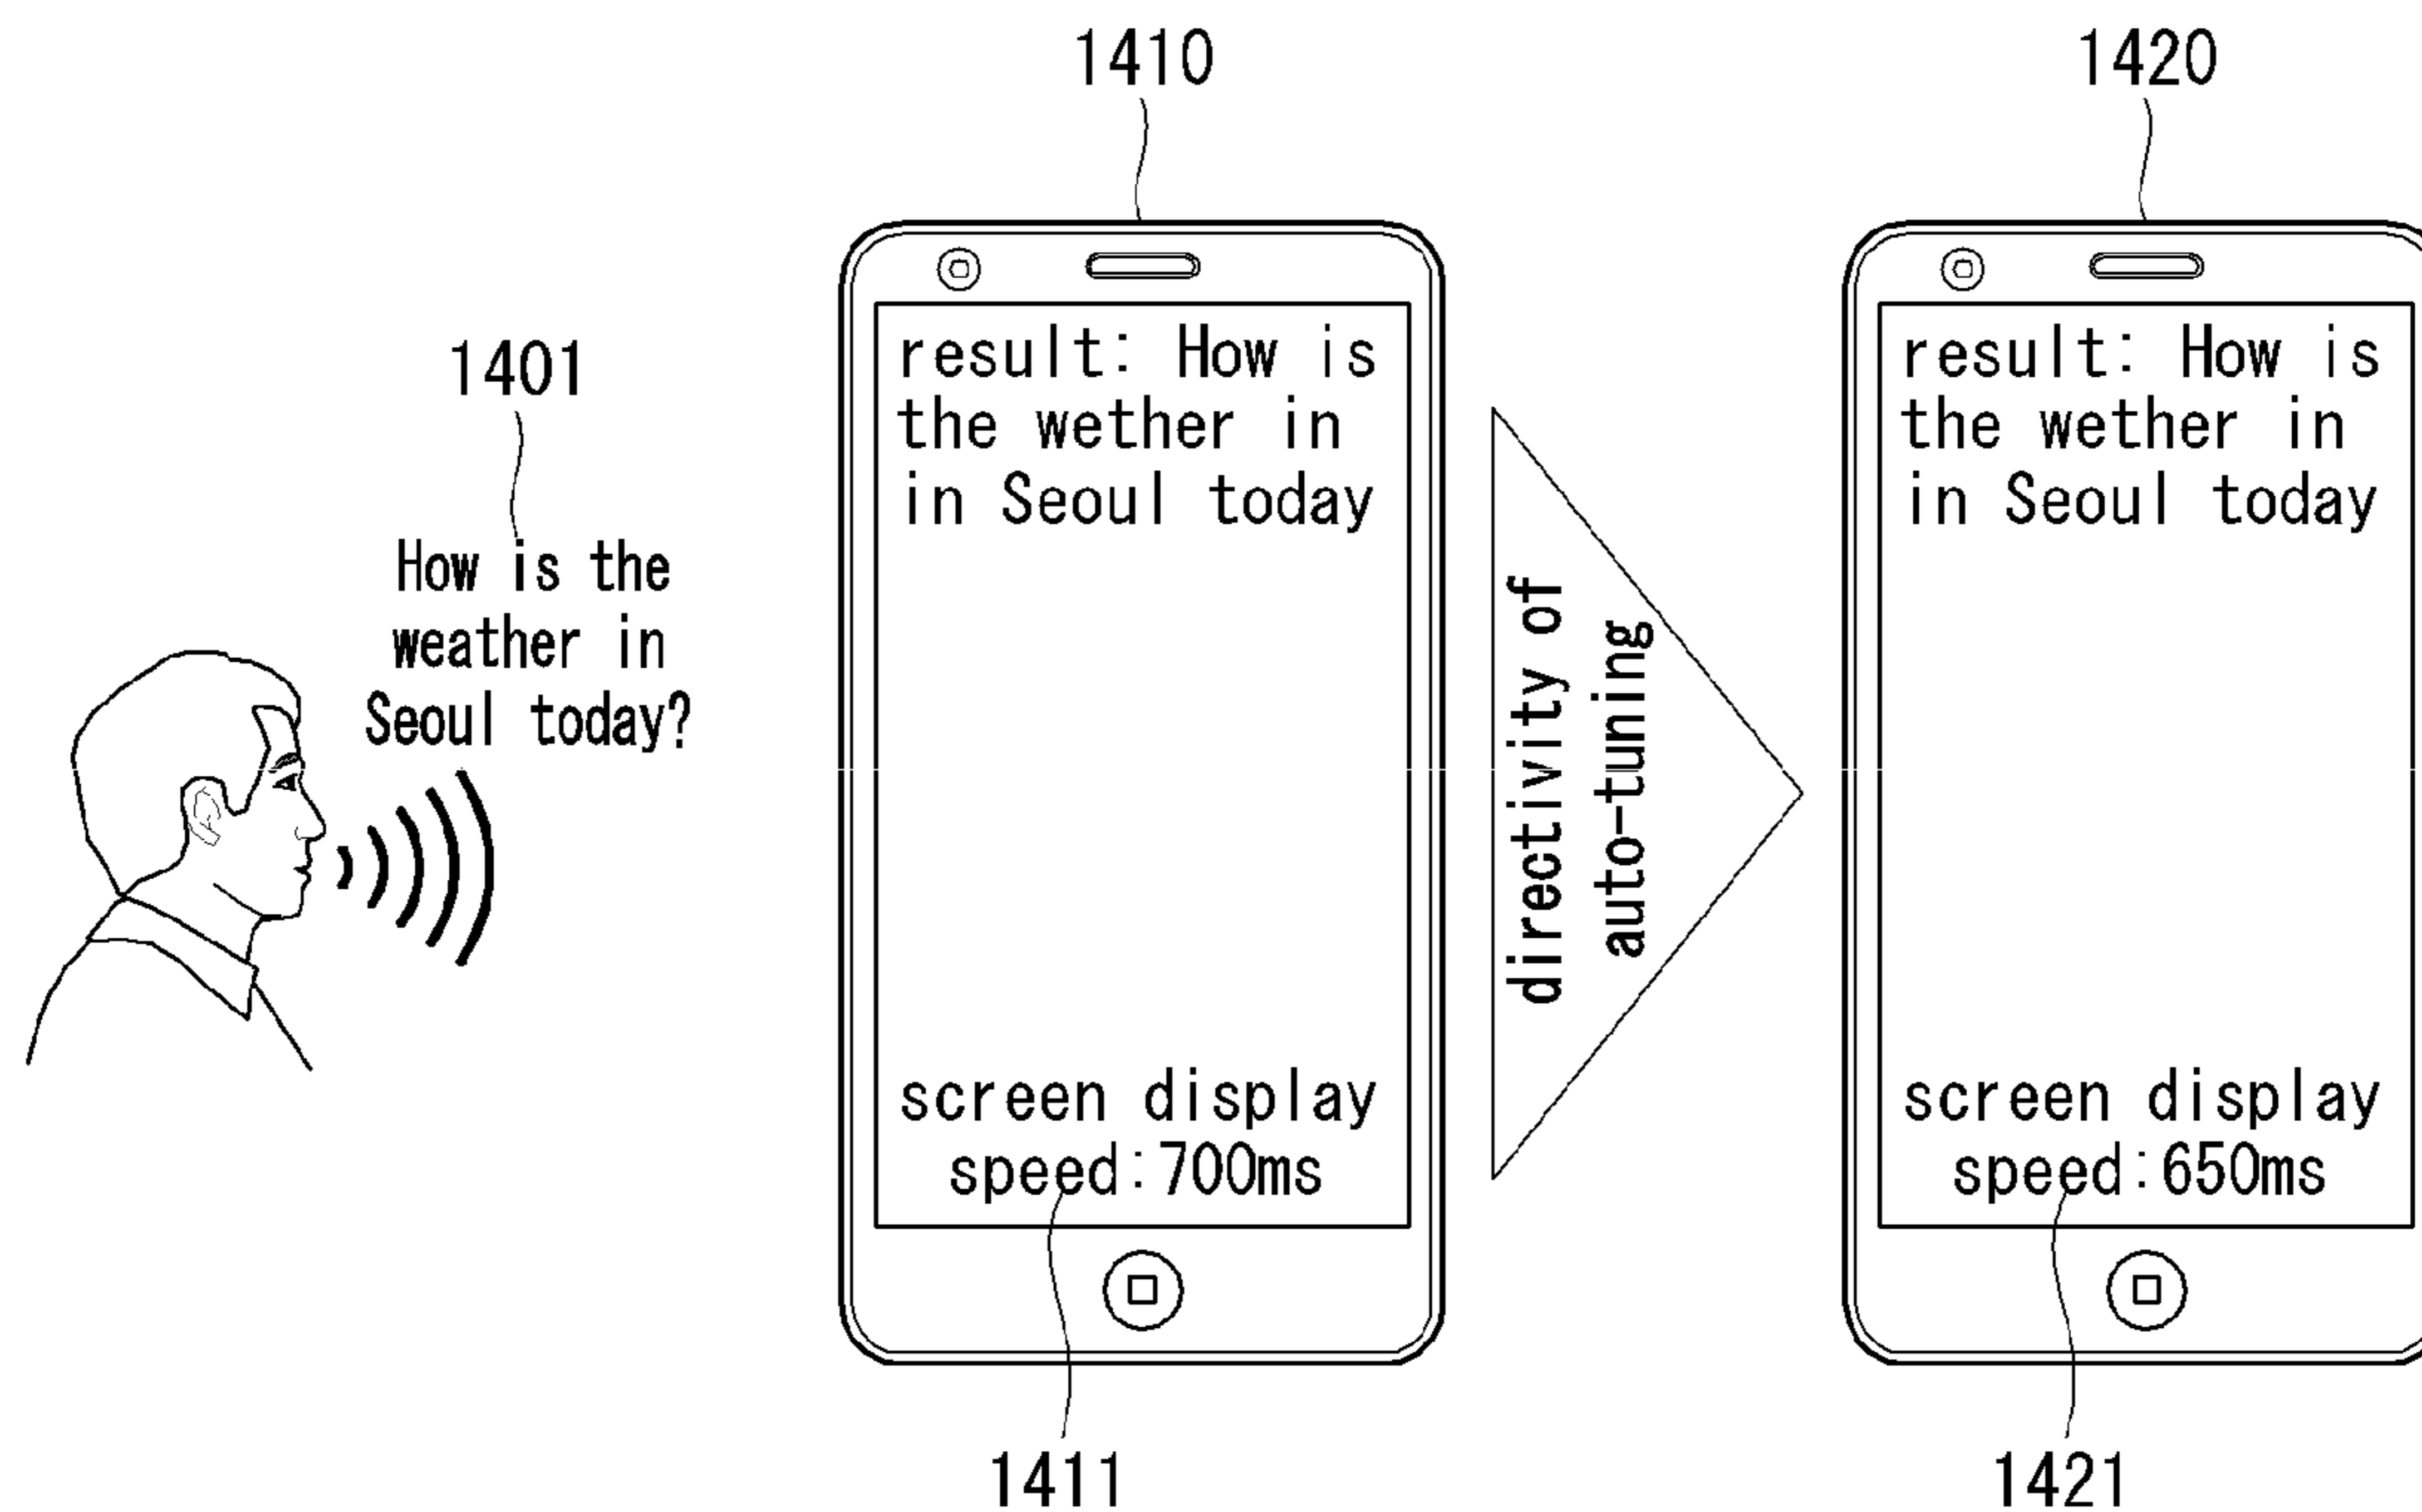 1401
How is the
weather in
Seoul today?
1410
result: How is
the wether in
in Seoul today
screen display
speed:700ms
1411
directivity of
auto-tuning
1420
result: How is
the wether in
in Seoul today
screen display
speed:650ms
1421